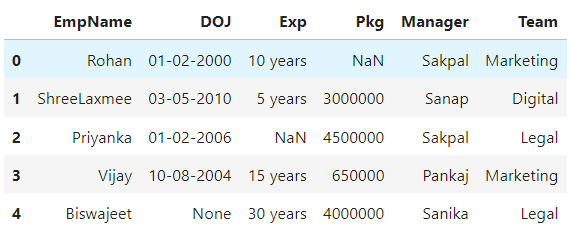 EmpName DOJ Exp Pkg Manager Team
0 Rohan 01-02-2000 10 years NaN Sakpal Marketing
1 ShreeLaxmee 03-05-2010 5 years 3000000 Sanap Digital
2 Priyanka 01-02-2006 NaN 4500000 Sakpal Legal
3 Vijay 10-08-2004 15 years 650000 Pankaj Marketing
4 Biswajeet None 30 years 4000000 Sanika Legal